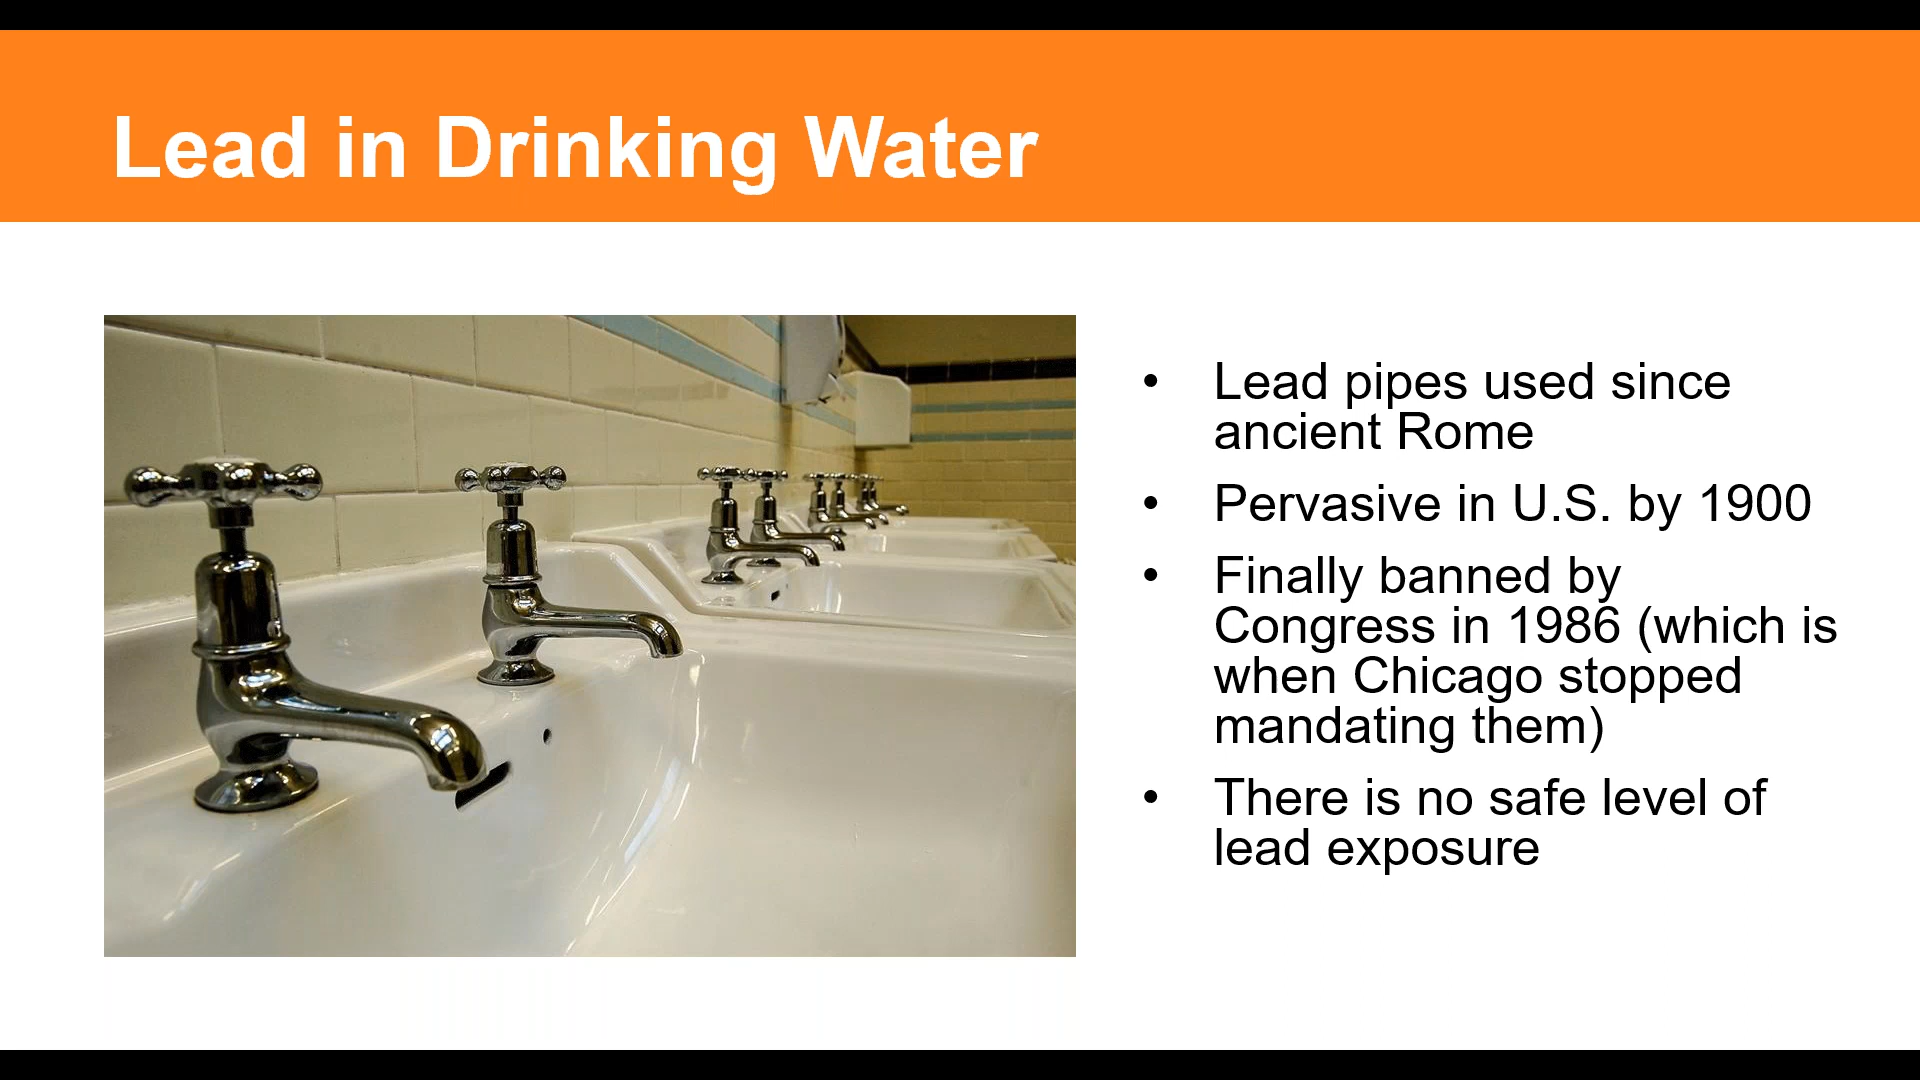 Lead in Drinking Water
• Lead pipes used since
ancient Rome
• Pervasive in U.S. by 1900
• Finally banned by
Congress in 1986 (which is
when Chicago stopped
mandating them)
• There is no safe level of
lead exposure